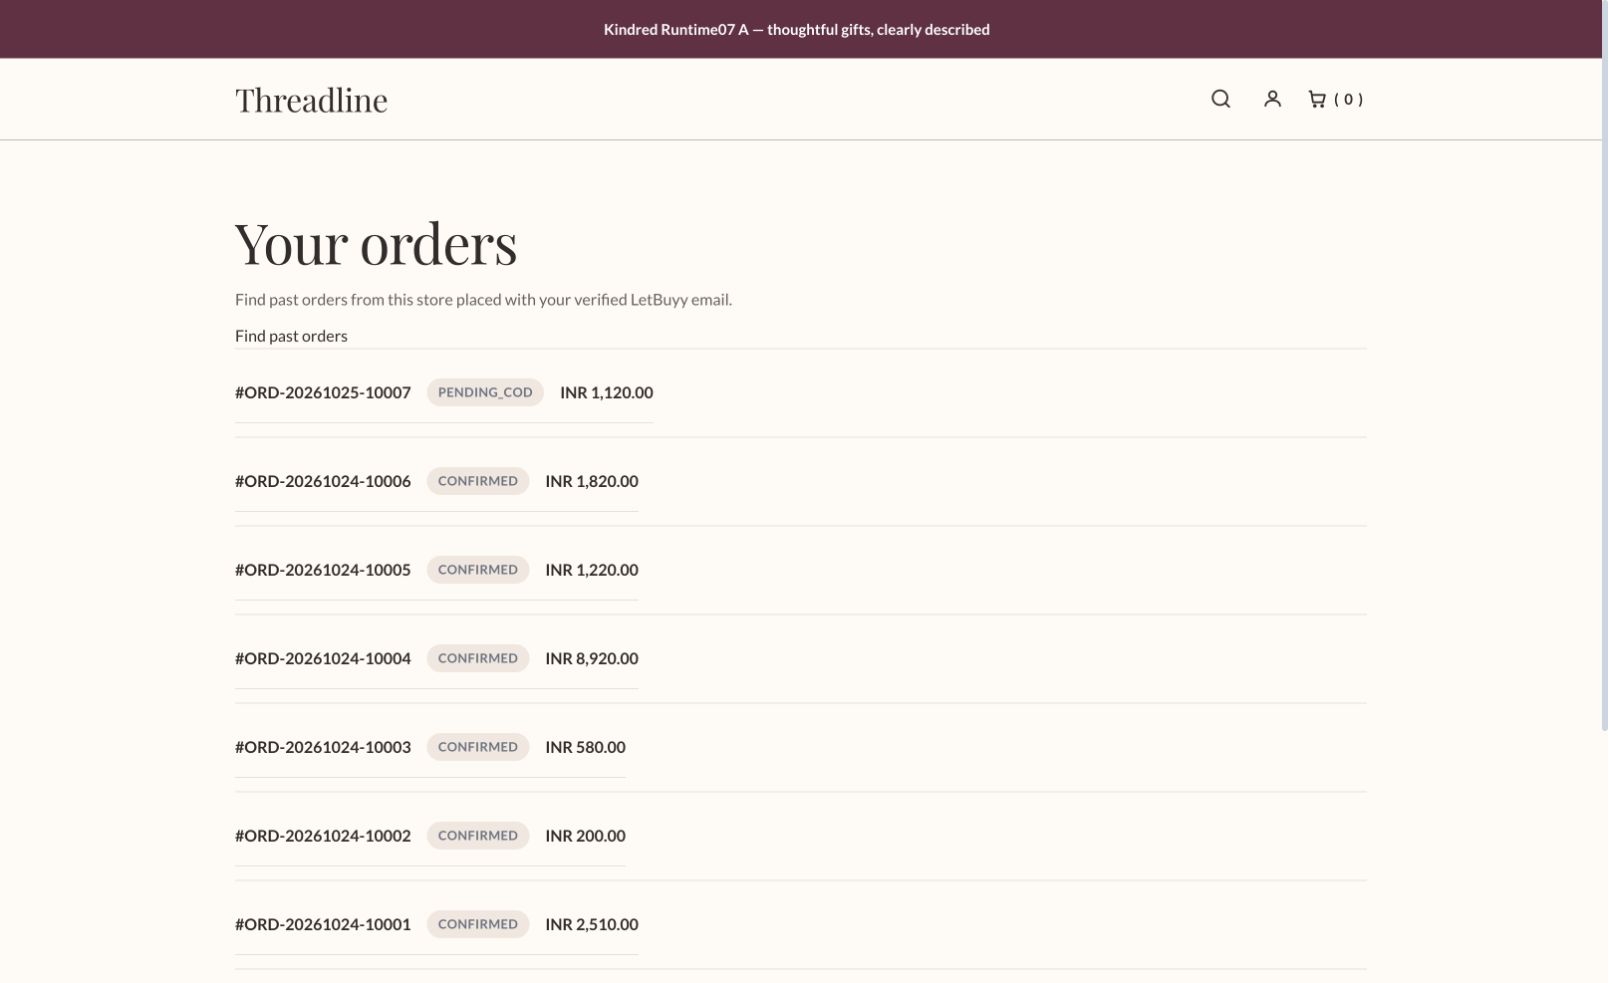 Kindred Runtime07 A — thoughtful gifts, clearly described
Threadline
( 0 )
Your orders
Find past orders from this store placed with your verified LetBuyy email.
Find past orders
#ORD-20261025-10007 PENDING_COD INR 1,120.00
#ORD-20261024-10006 CONFIRMED INR 1,820.00
#ORD-20261024-10005 CONFIRMED INR 1,220.00
#ORD-20261024-10004 CONFIRMED INR 8,920.00
#ORD-20261024-10003 CONFIRMED INR 580.00
#ORD-20261024-10002 CONFIRMED INR 200.00
#ORD-20261024-10001 CONFIRMED INR 2,510.00